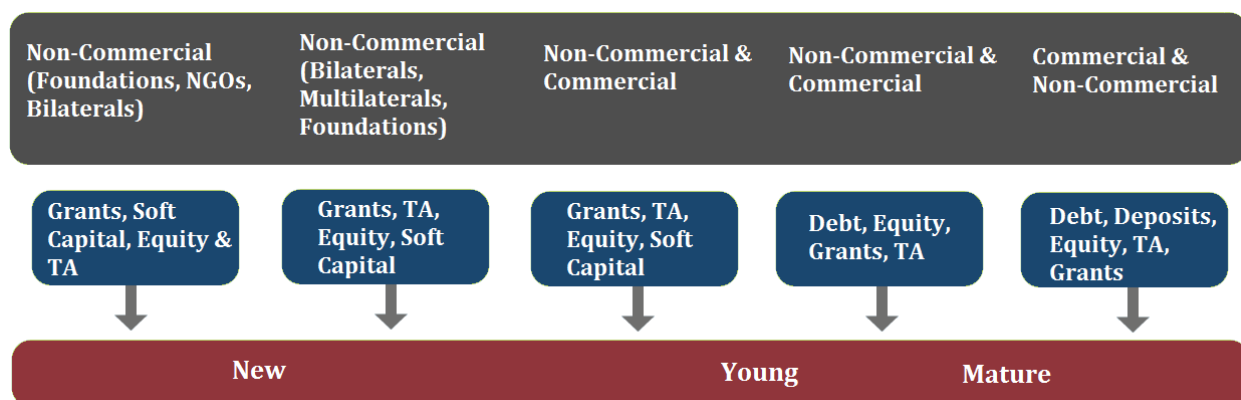 Non-Commercial
(Foundations, NGOs,
Bilaterals)
Non-Commercial
(Bilaterals,
Multilaterals,
Foundations)
Non-Commercial &
Commercial
Non-Commercial &
Commercial
Commercial &
Non-Commercial
Grants, Soft
Capital, Equity &
TA
Grants, TA,
Equity, Soft
Capital
Grants, TA,
Equity, Soft
Capital
Debt, Equity,
Grants, TA
Debt, Deposits,
Equity, TA,
Grants
New
Young
Mature